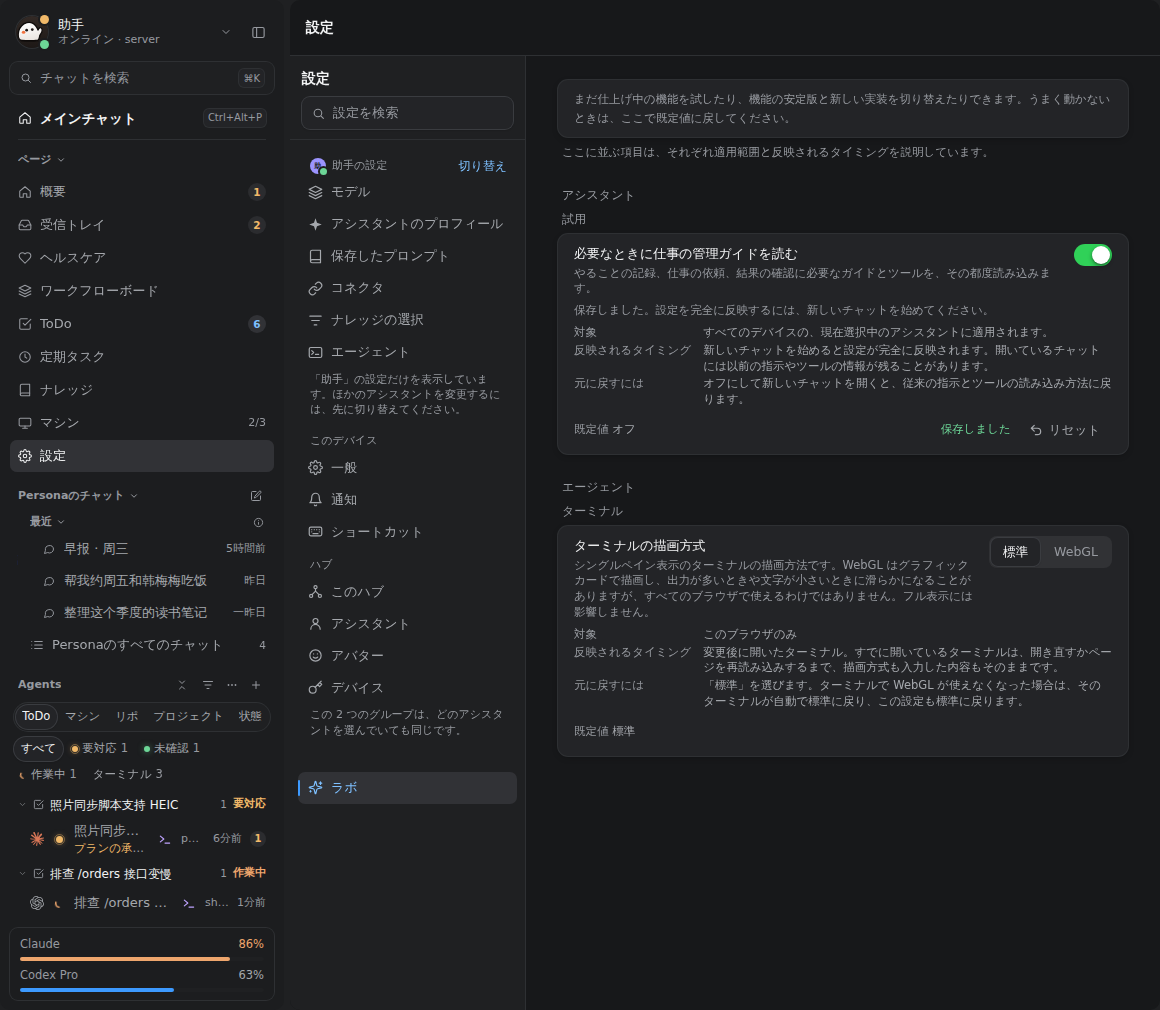 助手
オンライン · server
チャットを検索
⌘K
メインチャット
Ctrl+Alt+P
ページ
概要
1
受信トレイ
2
ヘルスケア
ワークフローボード
ToDo
6
定期タスク
ナレッジ
マシン
2/3
設定
Personaのチャット
最近
早报 · 周三
5時間前
帮我约周五和韩梅梅吃饭
昨日
整理这个季度的读书笔记
一昨日
Personaのすべてのチャット
4
Agents
ToDo
マシン
リポ
プロジェクト
状態
すべて
要対応 1
未確認 1
作業中 1
ターミナル 3
照片同步脚本支持 HEIC
1 要対応
照片同步…
p…
6分前
1
プランの承…
排查 /orders 接口变慢
1 作業中
排查 /orders …
sh…
1分前
Claude
86%
Codex Pro
63%
設定
設定
設定を検索
助手の設定
切り替え
モデル
アシスタントのプロフィール
保存したプロンプト
コネクタ
ナレッジの選択
エージェント
「助手」の設定だけを表示していま
す。ほかのアシスタントを変更するに
は、先に切り替えてください。
このデバイス
一般
通知
ショートカット
ハブ
このハブ
アシスタント
アバター
デバイス
この 2 つのグループは、どのアシスタ
ントを選んでいても同じです。
ラボ
まだ仕上げ中の機能を試したり、機能の安定版と新しい実装を切り替えたりできます。うまく動かない
ときは、ここで既定値に戻してください。
ここに並ぶ項目は、それぞれ適用範囲と反映されるタイミングを説明しています。
アシスタント
試用
必要なときに仕事の管理ガイドを読む
やることの記録、仕事の依頼、結果の確認に必要なガイドとツールを、その都度読み込みま
す。
保存しました。設定を完全に反映するには、新しいチャットを始めてください。
対象
すべてのデバイスの、現在選択中のアシスタントに適用されます。
反映されるタイミング
新しいチャットを始めると設定が完全に反映されます。開いているチャット
には以前の指示やツールの情報が残ることがあります。
元に戻すには
オフにして新しいチャットを開くと、従来の指示とツールの読み込み方法に戻
ります。
既定値 オフ
保存しました
リセット
エージェント
ターミナル
ターミナルの描画方式
標準
WebGL
シングルペイン表示のターミナルの描画方法です。WebGL はグラフィック
カードで描画し、出力が多いときや文字が小さいときに滑らかになることが
ありますが、すべてのブラウザで使えるわけではありません。フル表示には
影響しません。
対象
このブラウザのみ
反映されるタイミング
変更後に開いたターミナル。すでに開いているターミナルは、開き直すかペー
ジを再読み込みするまで、描画方式も入力した内容もそのままです。
元に戻すには
「標準」を選びます。ターミナルで WebGL が使えなくなった場合は、その
ターミナルが自動で標準に戻り、この設定も標準に戻ります。
既定値 標準